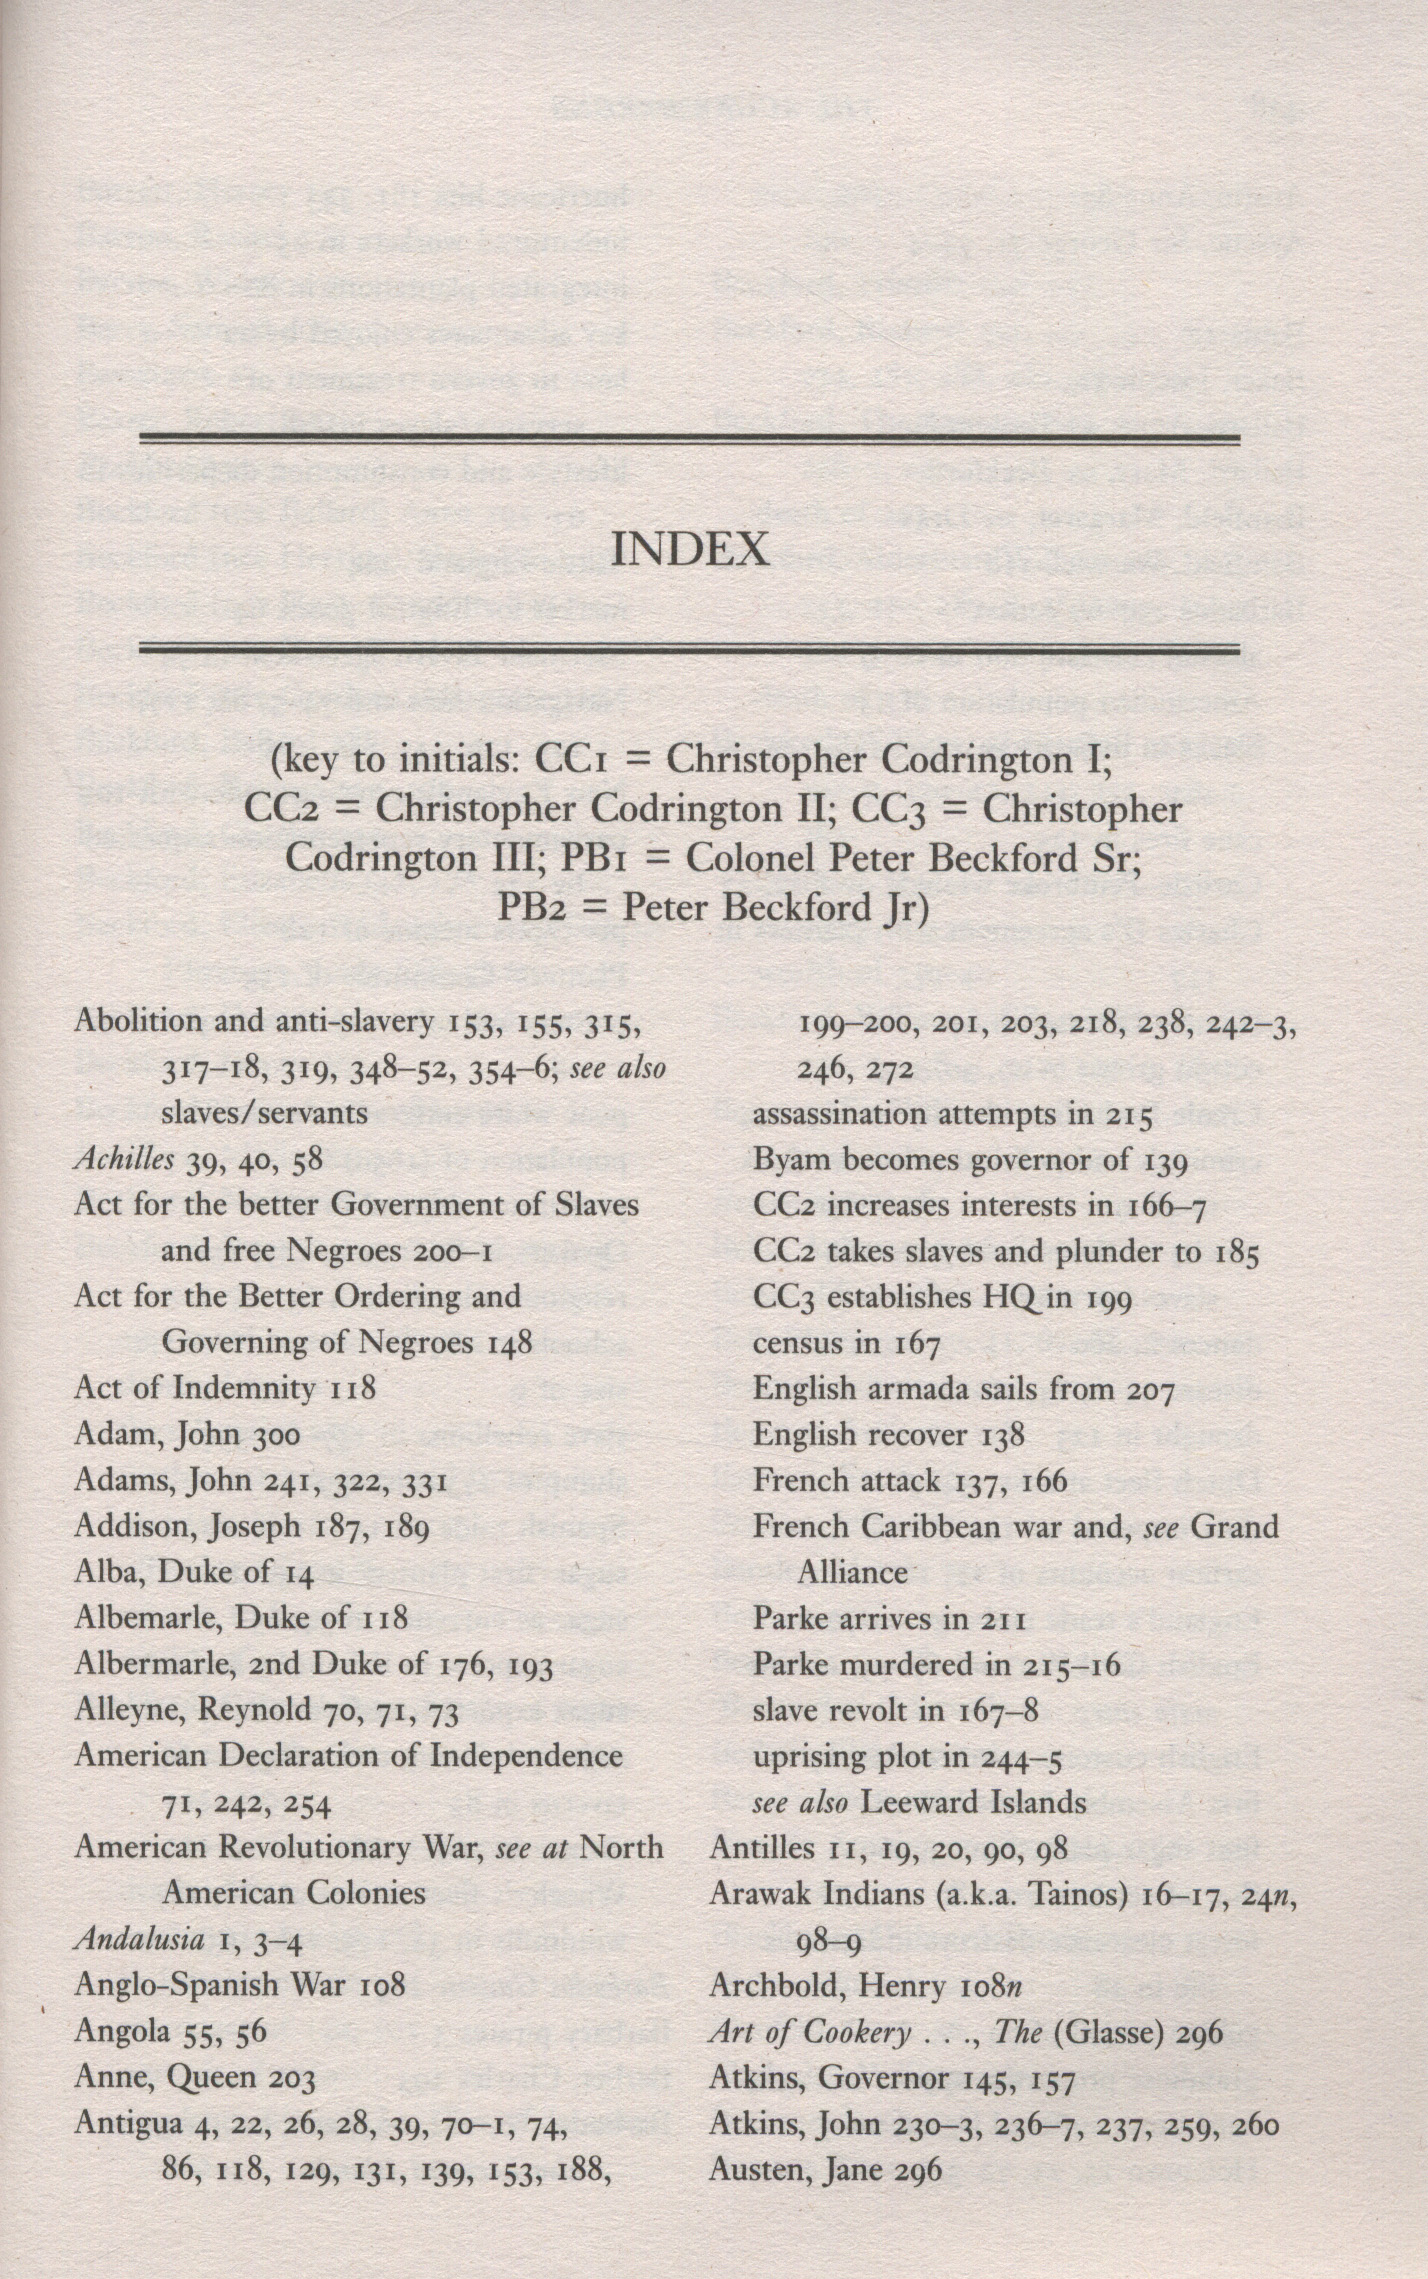 INDEX
(key to initials: CC1 = Christopher Codrington I;
CC2 = Christopher Codrington II; CC3 = Christopher
Codrington III; PB1 = Colonel Peter Beckford Sr;
PB2 = Peter Beckford Jr)
Abolition and anti-slavery 153, 155, 315,
317–18, 319, 348–52, 354–6; see also
slaves/servants
Achilles 39, 40, 58
Act for the better Government of Slaves
and free Negroes 200–1
Act for the Better Ordering and
Governing of Negroes 148
Act of Indemnity 118
Adam, John 300
Adams, John 241, 322, 331
Addison, Joseph 187, 189
Alba, Duke of 14
Albemarle, Duke of 118
Albermarle, 2nd Duke of 176, 193
Alleyne, Reynold 70, 71, 73
American Declaration of Independence
71, 242, 254
American Revolutionary War, see at North
American Colonies
Andalusia 1, 3–4
Anglo-Spanish War 108
Angola 55, 56
Anne, Queen 203
Antigua 4, 22, 26, 28, 39, 70–1, 74,
86, 118, 129, 131, 139, 153, 188,
199–200, 201, 203, 218, 238, 242–3,
246, 272
assassination attempts in 215
Byam becomes governor of 139
CC2 increases interests in 166–7
CC2 takes slaves and plunder to 185
CC3 establishes HQ in 199
census in 167
English armada sails from 207
English recover 138
French attack 137, 166
French Caribbean war and, see Grand
Alliance
Parke arrives in 211
Parke murdered in 215–16
slave revolt in 167–8
uprising plot in 244–5
see also Leeward Islands
Antilles 11, 19, 20, 90, 98
Arawak Indians (a.k.a. Tainos) 16–17, 24n,
98–9
Archbold, Henry 108n
Art of Cookery . . ., The (Glasse) 296
Atkins, Governor 145, 157
Atkins, John 230–3, 236–7, 237, 259, 260
Austen, Jane 296